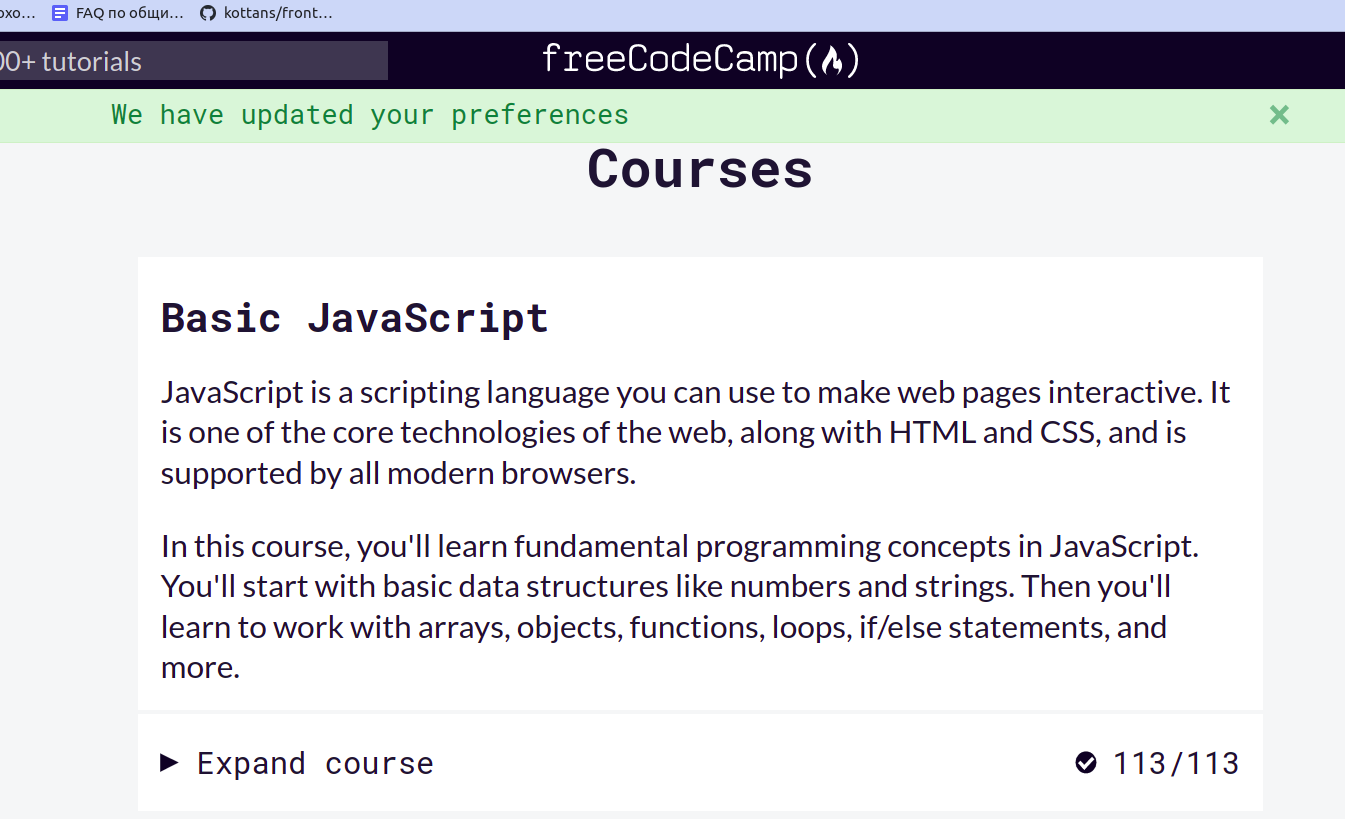 охо... FAQ по общи... kottans/front...
00+ tutorials freeCodeCamp(🔥)
We have updated your preferences ×
Courses
Basic JavaScript
JavaScript is a scripting language you can use to make web pages interactive. It
is one of the core technologies of the web, along with HTML and CSS, and is
supported by all modern browsers.
In this course, you'll learn fundamental programming concepts in JavaScript.
You'll start with basic data structures like numbers and strings. Then you'll
learn to work with arrays, objects, functions, loops, if/else statements, and
more.
Expand course 113/113